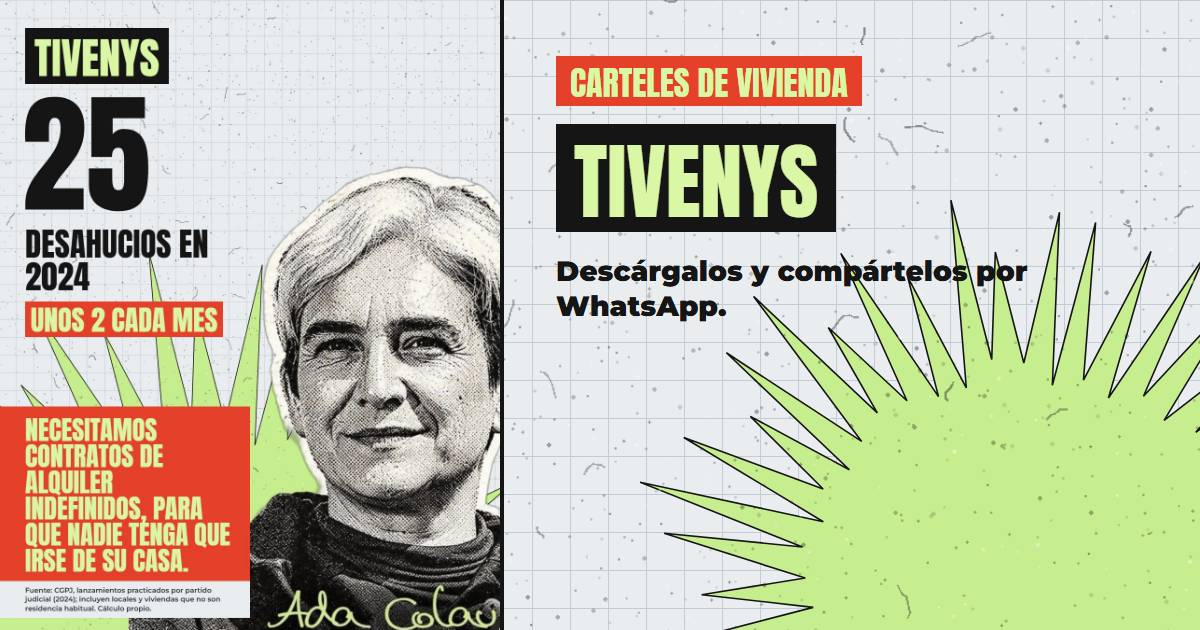 TIVENYS
25
DESAHUCIOS EN
2024
UNOS 2 CADA MES
NECESITAMOS
CONTRATOS DE
ALQUILER
INDEFINIDOS, PARA
QUE NADIE TENGA QUE
IRSE DE SU CASA.
Fuente: CGPJ, lanzamientos practicados por partido
judicial (2024); incluyen locales y viviendas que no son
residencia habitual. Cálculo propio.
Ada Colau
CARTELES DE VIVIENDA
TIVENYS
Descárgalos y compártelos por
WhatsApp.